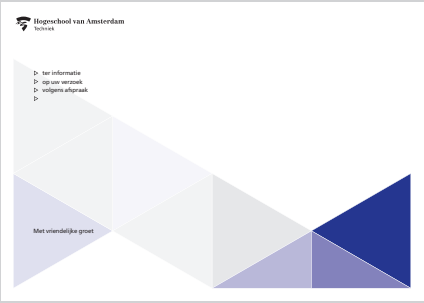 Hogeschool van Amsterdam
Techniek
ter informatie
op uw verzoek
volgens afspraak
Met vriendelijke groet